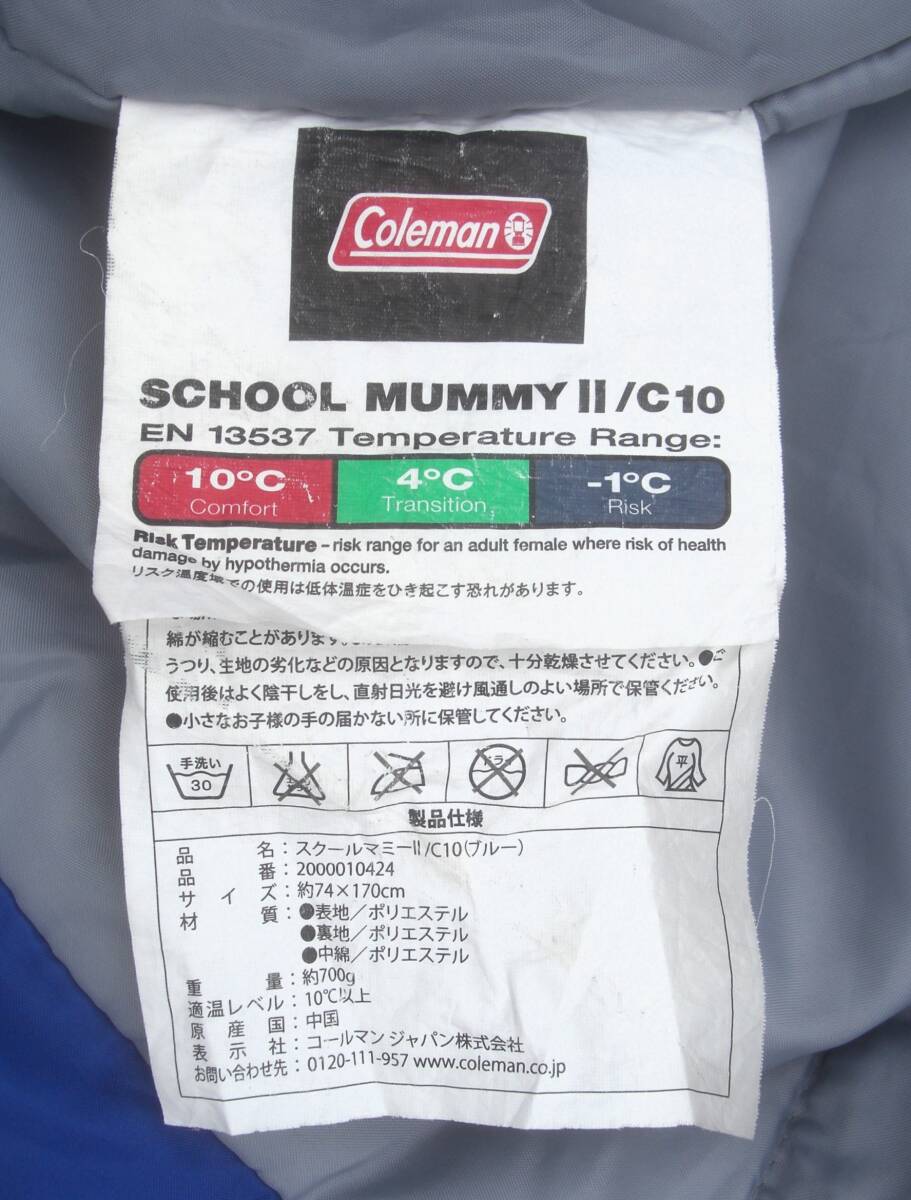 Coleman
SCHOOL MUMMY II/C10
EN 13537 Temperature Range:
10°C 4°C -1°C
Comfort Transition Risk
Risk Temperature – risk range for an adult female where risk of health
damage by hypothermia occurs.
リスク温度域での使用は低体温症をひき起こす恐れがあります。
綿が縮むことがあります。
うつり、生地の劣化などの原因となりますので、十分乾燥させてください。●ご
使用後はよく陰干しをし、直射日光を避け風通しのよい場所で保管ください。
●小さなお子様の手の届かない所に保管してください。
手洗い 平
30
製品仕様
品名：スクールマミーII/C10(ブルー)
品番：2000010424
サイズ：約74×170cm
材質：●表地／ポリエステル
●裏地／ポリエステル
●中綿／ポリエステル
重量：約700g
適温レベル：10℃以上
原産国：中国
表示社：コールマン ジャパン株式会社
お問い合わせ先：0120-111-957 www.coleman.co.jp